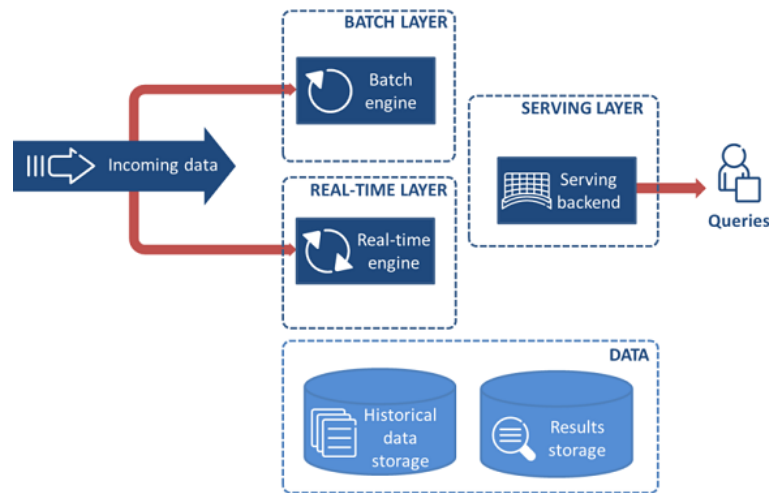 BATCH LAYER
Batch
engine
Incoming data
REAL-TIME LAYER
Real-time
engine
SERVING LAYER
Serving
backend
Queries
DATA
Historical
data
storage
Results
storage